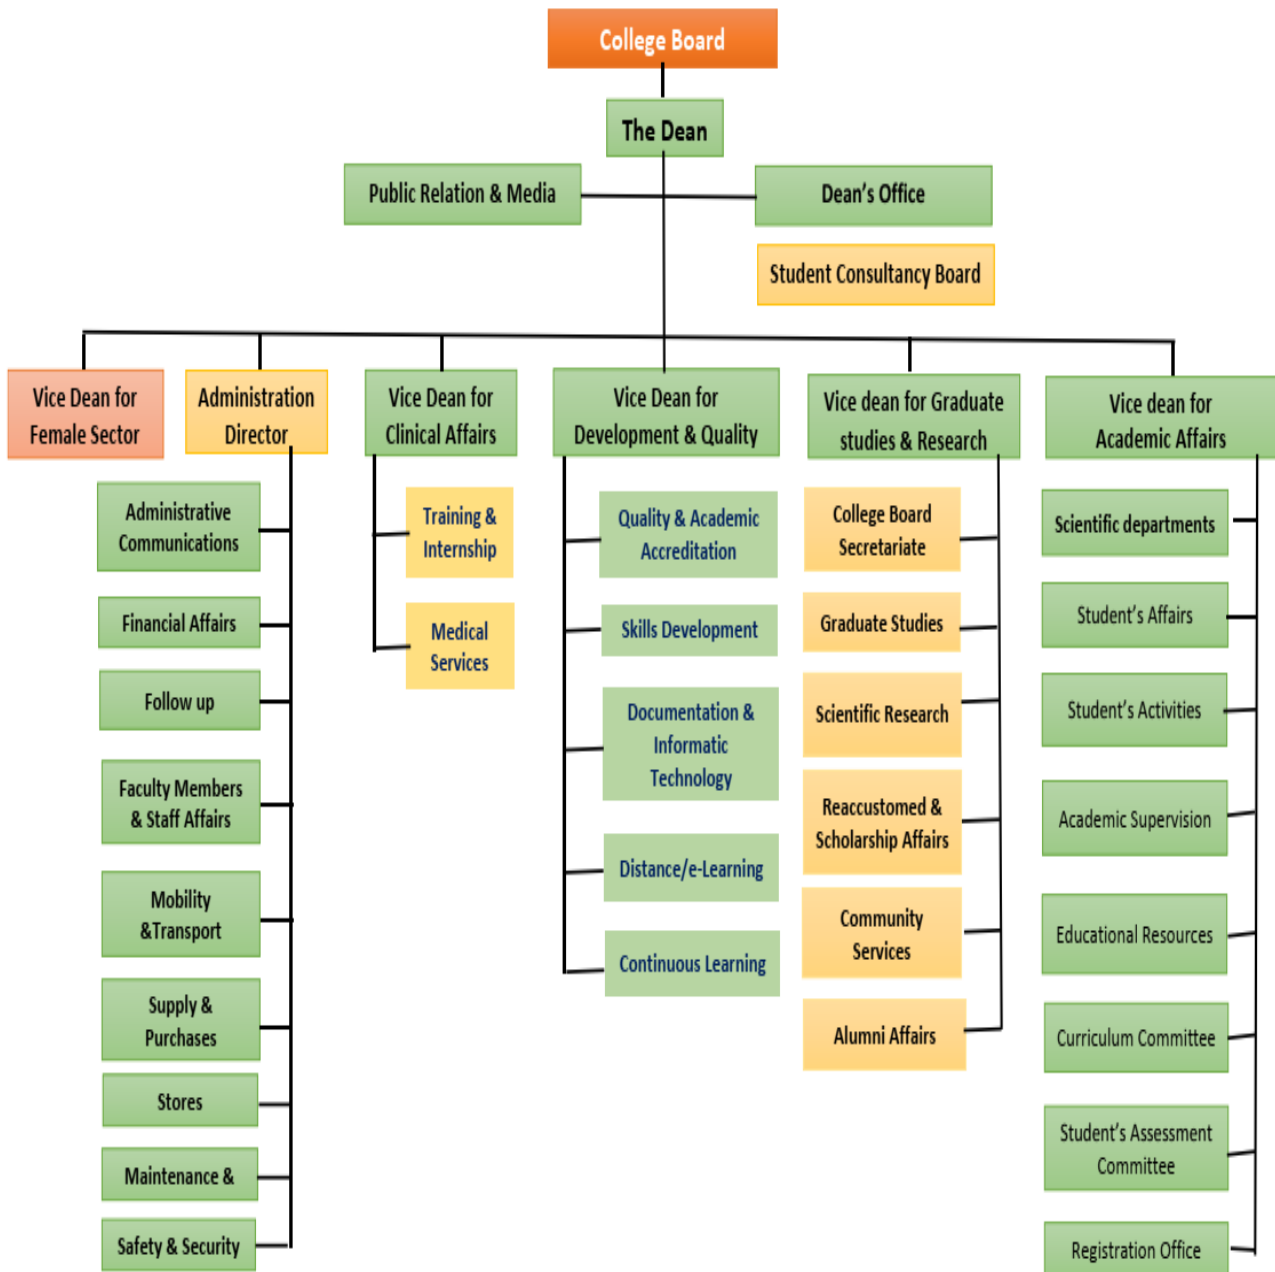 College Board
The Dean
Public Relation & Media
Dean's Office
Student Consultancy Board
Vice Dean for
Female Sector
Administration
Director
Vice Dean for
Clinical Affairs
Vice Dean for
Development & Quality
Vice dean for Graduate
studies & Research
Vice dean for
Academic Affairs
Administrative
Communications
Financial Affairs
Follow up
Faculty Members
& Staff Affairs
Mobility
&Transport
Supply &
Purchases
Stores
Maintenance &
Safety & Security
Training &
Internship
Medical
Services
Quality & Academic
Accreditation
Skills Development
Documentation &
Informatic
Technology
Distance/e-Learning
Continuous Learning
College Board
Secretariate
Graduate Studies
Scientific Research
Reaccustomed &
Scholarship Affairs
Community
Services
Alumni Affairs
Scientific departments
Student's Affairs
Student's Activities
Academic Supervision
Educational Resources
Curriculum Committee
Student's Assessment
Committee
Registration Office